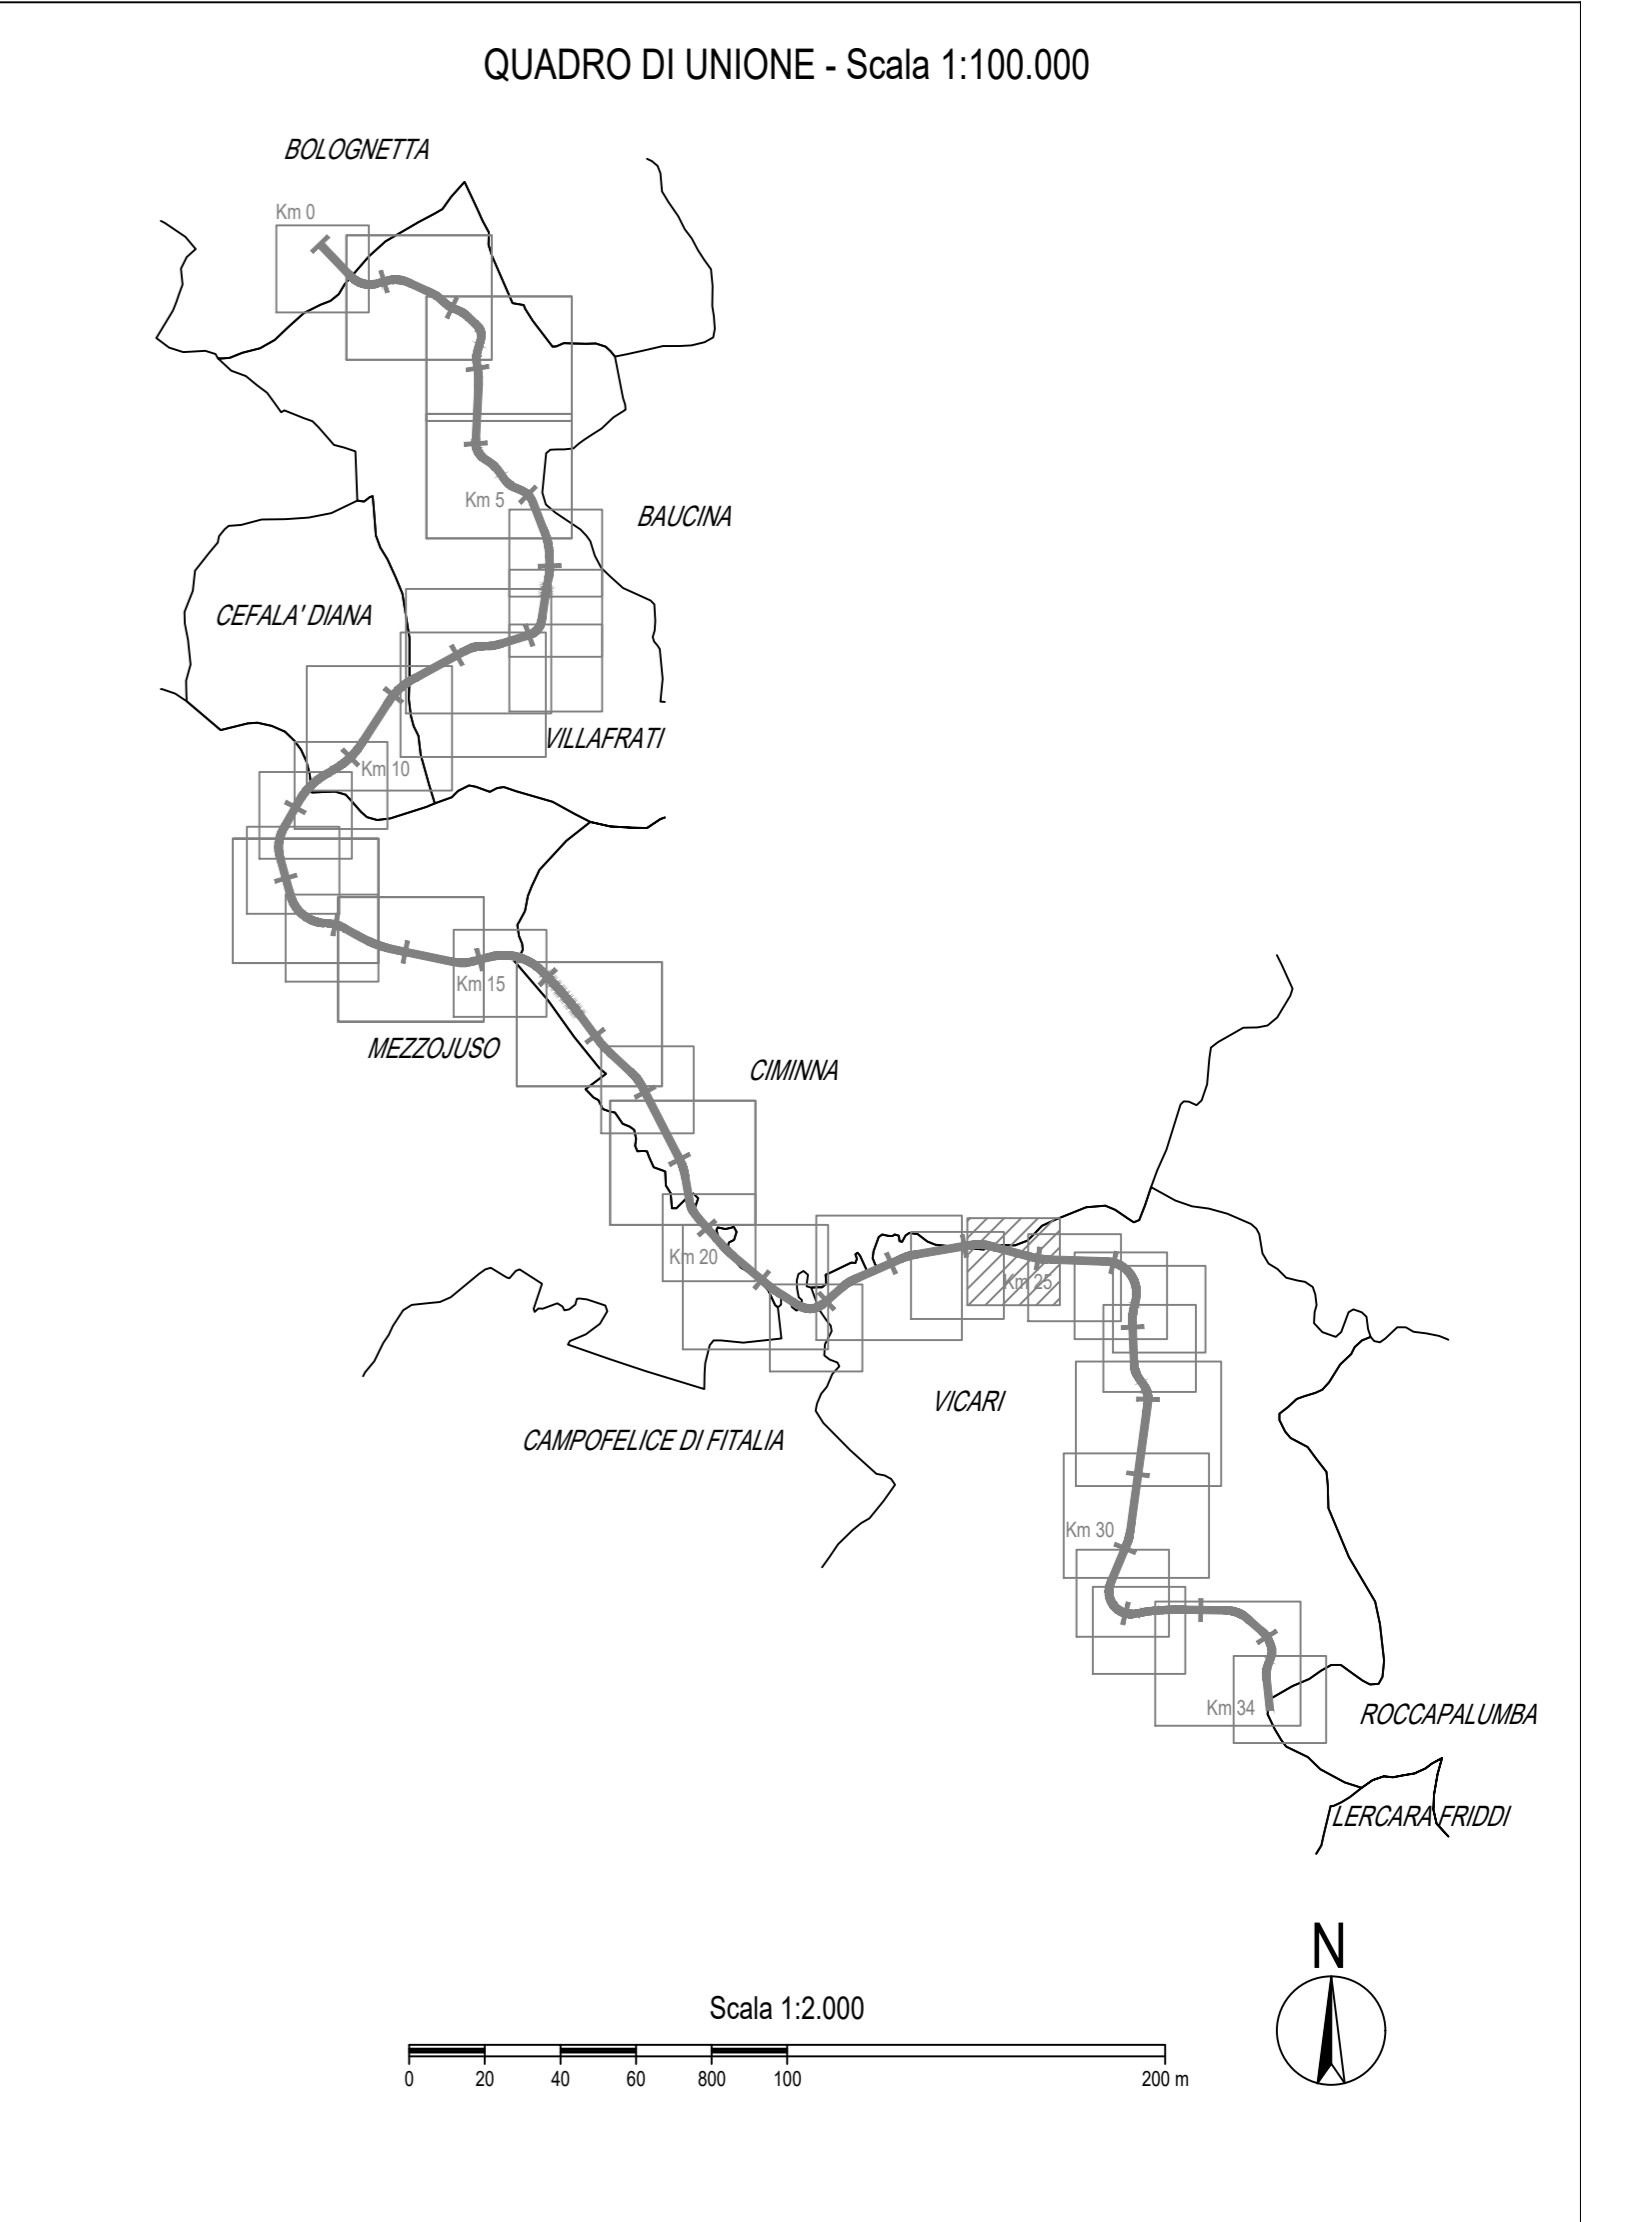 QUADRO DI UNIONE - Scala 1:100.000
BOLOGNETTA
Km 0
Km 5
BAUCINA
CEFALA' DIANA
VILLAFRATI
Km 10
Km 15
MEZZOJUSO
CIMINNA
Km 20
Km 25
VICARI
CAMPOFELICE DI FITALIA
Km 30
Km 34
ROCCAPALUMBA
LERCARA FRIDDI
N
Scala 1:2.000
0 20 40 60 800 100 200 m